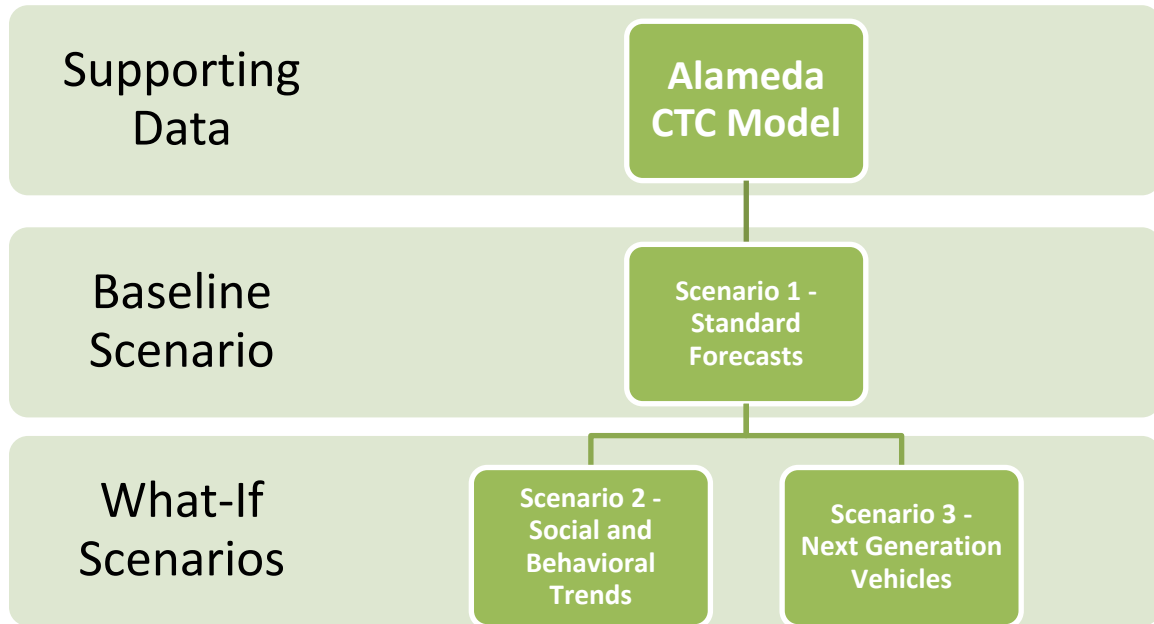 Supporting
Data
Alameda
CTC Model
Baseline
Scenario
Scenario 1 -
Standard
Forecasts
What-If
Scenarios
Scenario 2 -
Social and
Behavioral
Trends
Scenario 3 -
Next Generation
Vehicles